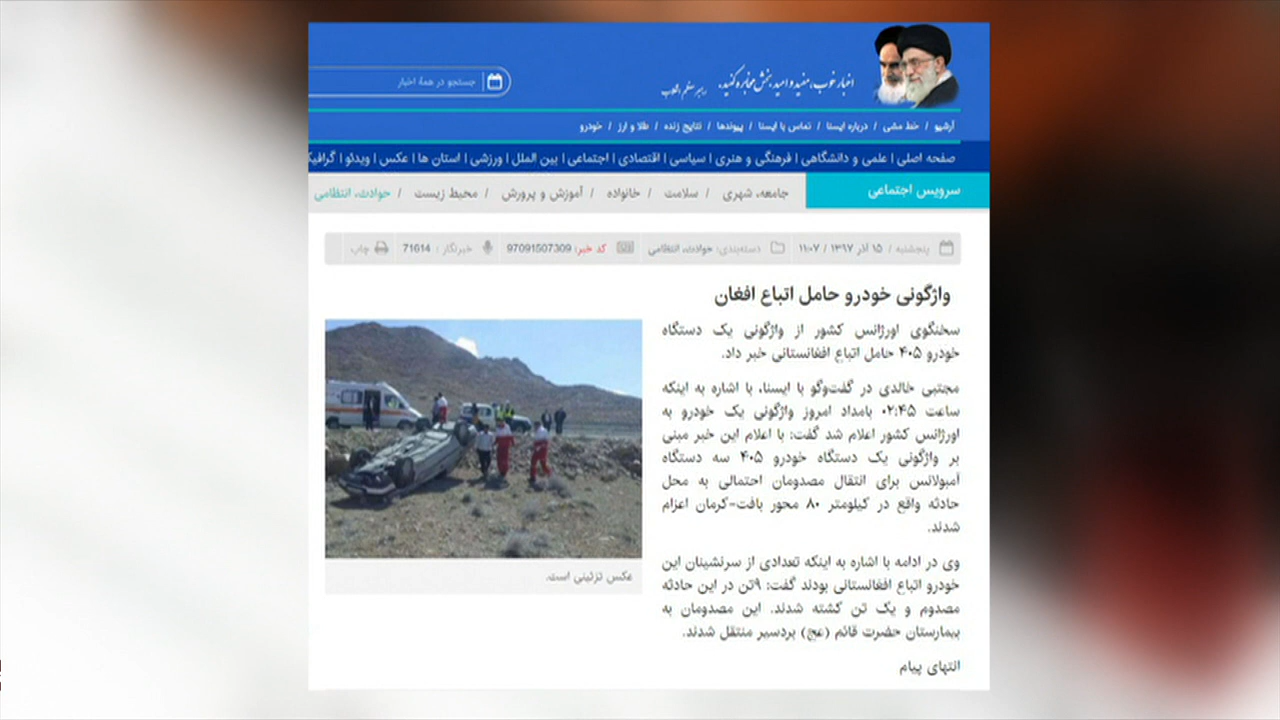 اخبار خوب، مفید و امید بخش مخابره کنید.
رهبر معظم انقلاب
جستجو در همهٔ اخبار
آرشیو / خط مشی / درباره ایسنا / تماس با ایسنا / پیوندها / نتایج زنده / طلا و ارز / خودرو
صفحه اصلی | علمی و دانشگاهی | فرهنگی و هنری | سیاسی | اقتصادی | اجتماعی | بین الملل | ورزشی | استان ها | عکس | ویدئو | گرافیک
سرویس اجتماعی
جامعه، شهری / سلامت / خانواده / آموزش و پرورش / محیط زیست / حوادث، انتظامی
پنجشنبه / ۱۵ آذر ۱۳۹۷ / ۱۱:۰۷ دسته‌بندی: حوادث، انتظامی کد خبر: 97091507309 خبرنگار : 71614 چاپ
واژگونی خودرو حامل اتباع افغان
سخنگوی اورژانس کشور از واژگونی یک دستگاه
خودرو ۴۰۵ حامل اتباع افغانستانی خبر داد.
مجتبی خالدی در گفت‌وگو با ایسنا، با اشاره به اینکه
ساعت ۰۲:۴۵ بامداد امروز واژگونی یک خودرو به
اورژانس کشور اعلام شد گفت: با اعلام این خبر مبنی
بر واژگونی یک دستگاه خودرو ۴۰۵ سه دستگاه
آمبولانس برای انتقال مصدومان احتمالی به محل
حادثه واقع در کیلومتر ۸۰ محور بافت-کرمان اعزام
شدند.
وی در ادامه با اشاره به اینکه تعدادی از سرنشینان این
خودرو اتباع افغانستانی بودند گفت: ۹تن در این حادثه
مصدوم و یک تن کشته شدند. این مصدومان به
بیمارستان حضرت قائم (عج) بردسیر منتقل شدند.
انتهای پیام
عکس تزئینی است.